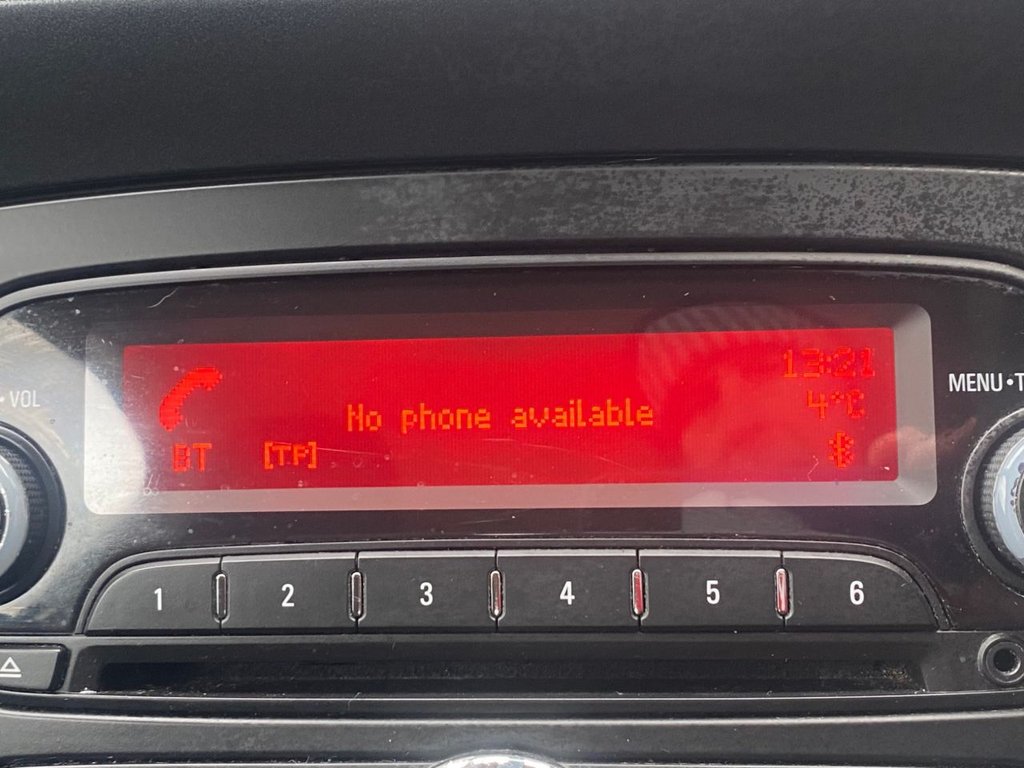 13:21
4°C
No phone available
BT [TP]
VOL
MENU
1 2 3 4 5 6